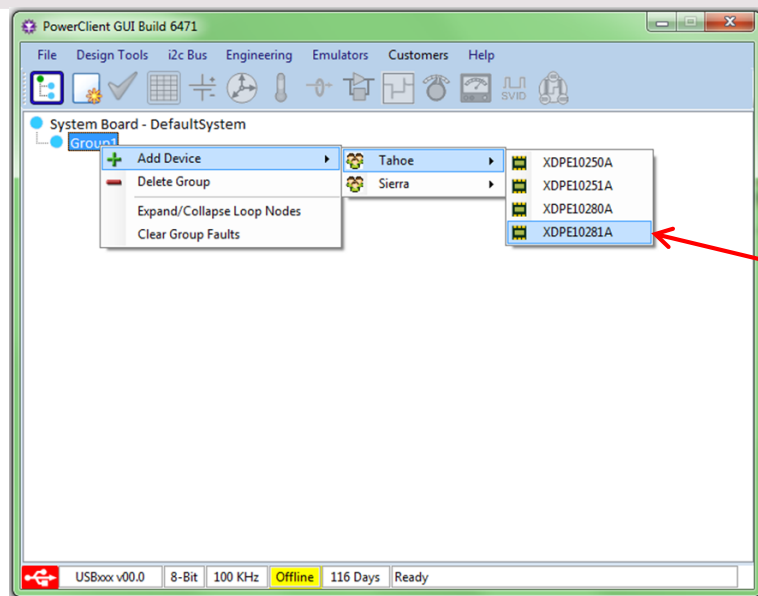 PowerClient GUI Build 6471
File Design Tools i2c Bus Engineering Emulators Customers Help
SVID
System Board - DefaultSystem
Group1
Add Device
Delete Group
Expand/Collapse Loop Nodes
Clear Group Faults
Tahoe
Sierra
XDPE10250A
XDPE10251A
XDPE10280A
XDPE10281A
USBxxx v00.0 8-Bit 100 KHz Offline 116 Days Ready